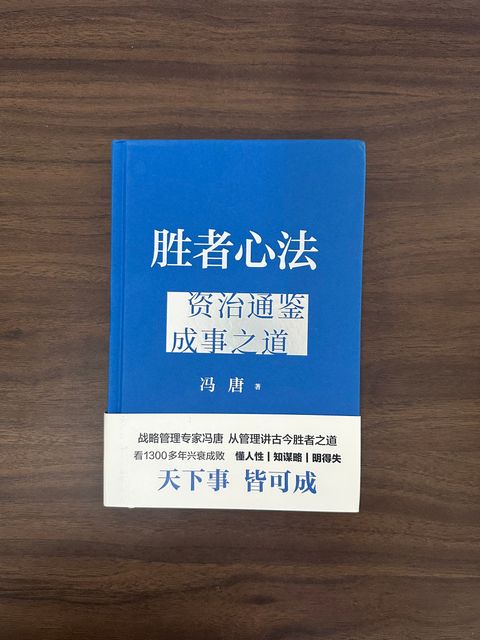 胜者心法
资治通鉴
成事之道
冯唐 著
战略管理专家冯唐 从管理讲古今胜者之道
看1300多年兴衰成败 懂人性|知谋略|明得失
天下事 皆可成